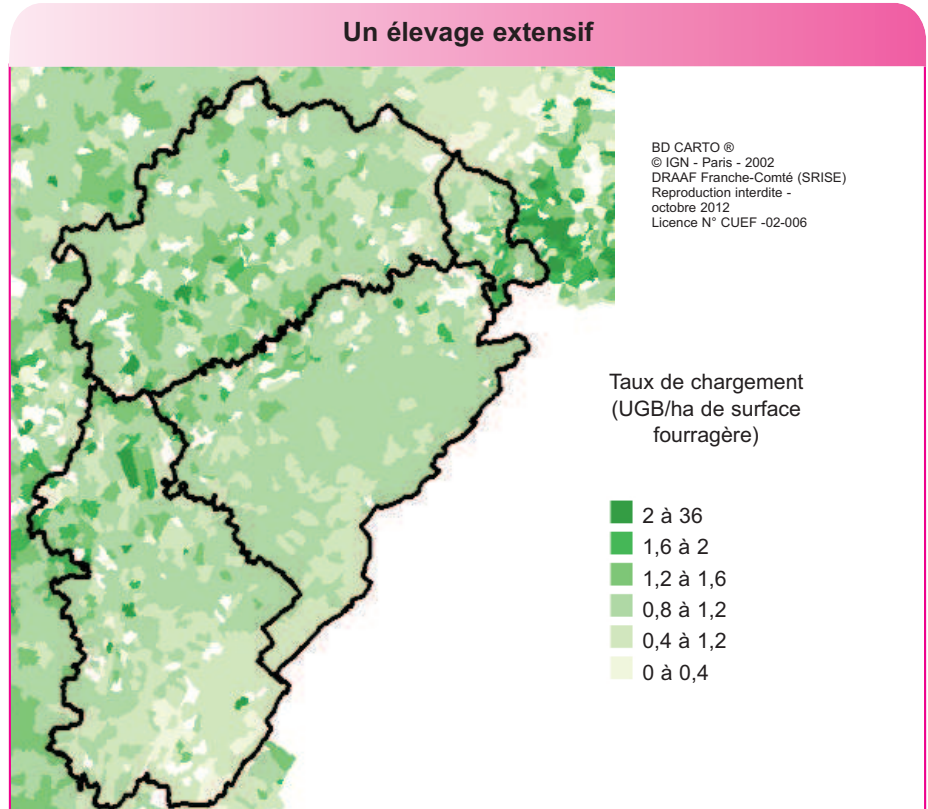 Un élevage extensif
BD CARTO ®
© IGN - Paris - 2002
DRAAF Franche-Comté (SRISE)
Reproduction interdite -
octobre 2012
Licence N° CUEF -02-006
Taux de chargement
(UGB/ha de surface
fourragère)
2 à 36
1,6 à 2
1,2 à 1,6
0,8 à 1,2
0,4 à 1,2
0 à 0,4